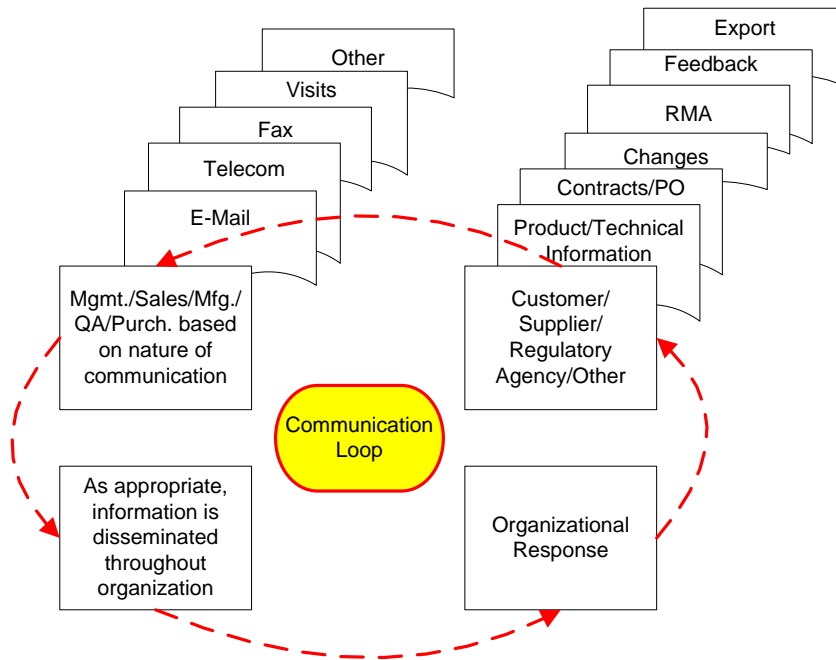 Other
Visits
Fax
Telecom
E-Mail
Mgmt./Sales/Mfg./
QA/Purch. based
on nature of
communication
Export
Feedback
RMA
Changes
Contracts/PO
Product/Technical
Information
Customer/
Supplier/
Regulatory
Agency/Other
Communication
Loop
As appropriate,
information is
disseminated
throughout
organization
Organizational
Response